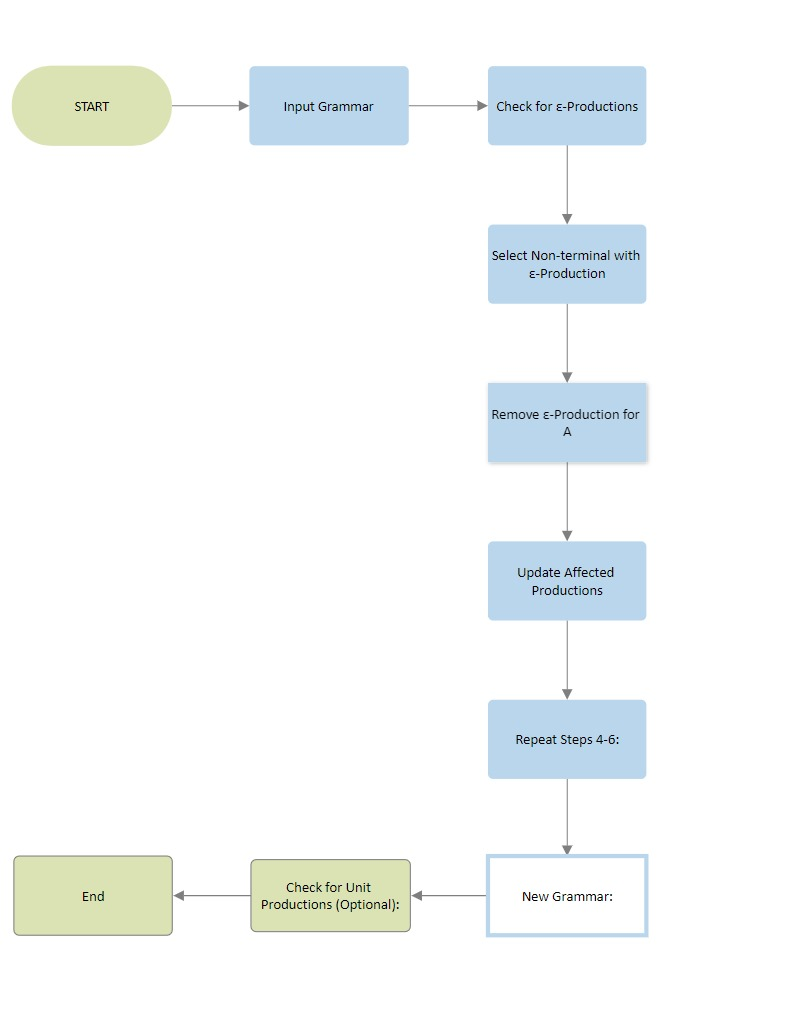 START
Input Grammar
Check for ε-Productions
Select Non-terminal with
ε-Production
Remove ε-Production for
A
Update Affected
Productions
Repeat Steps 4-6:
New Grammar:
Check for Unit
Productions (Optional):
End